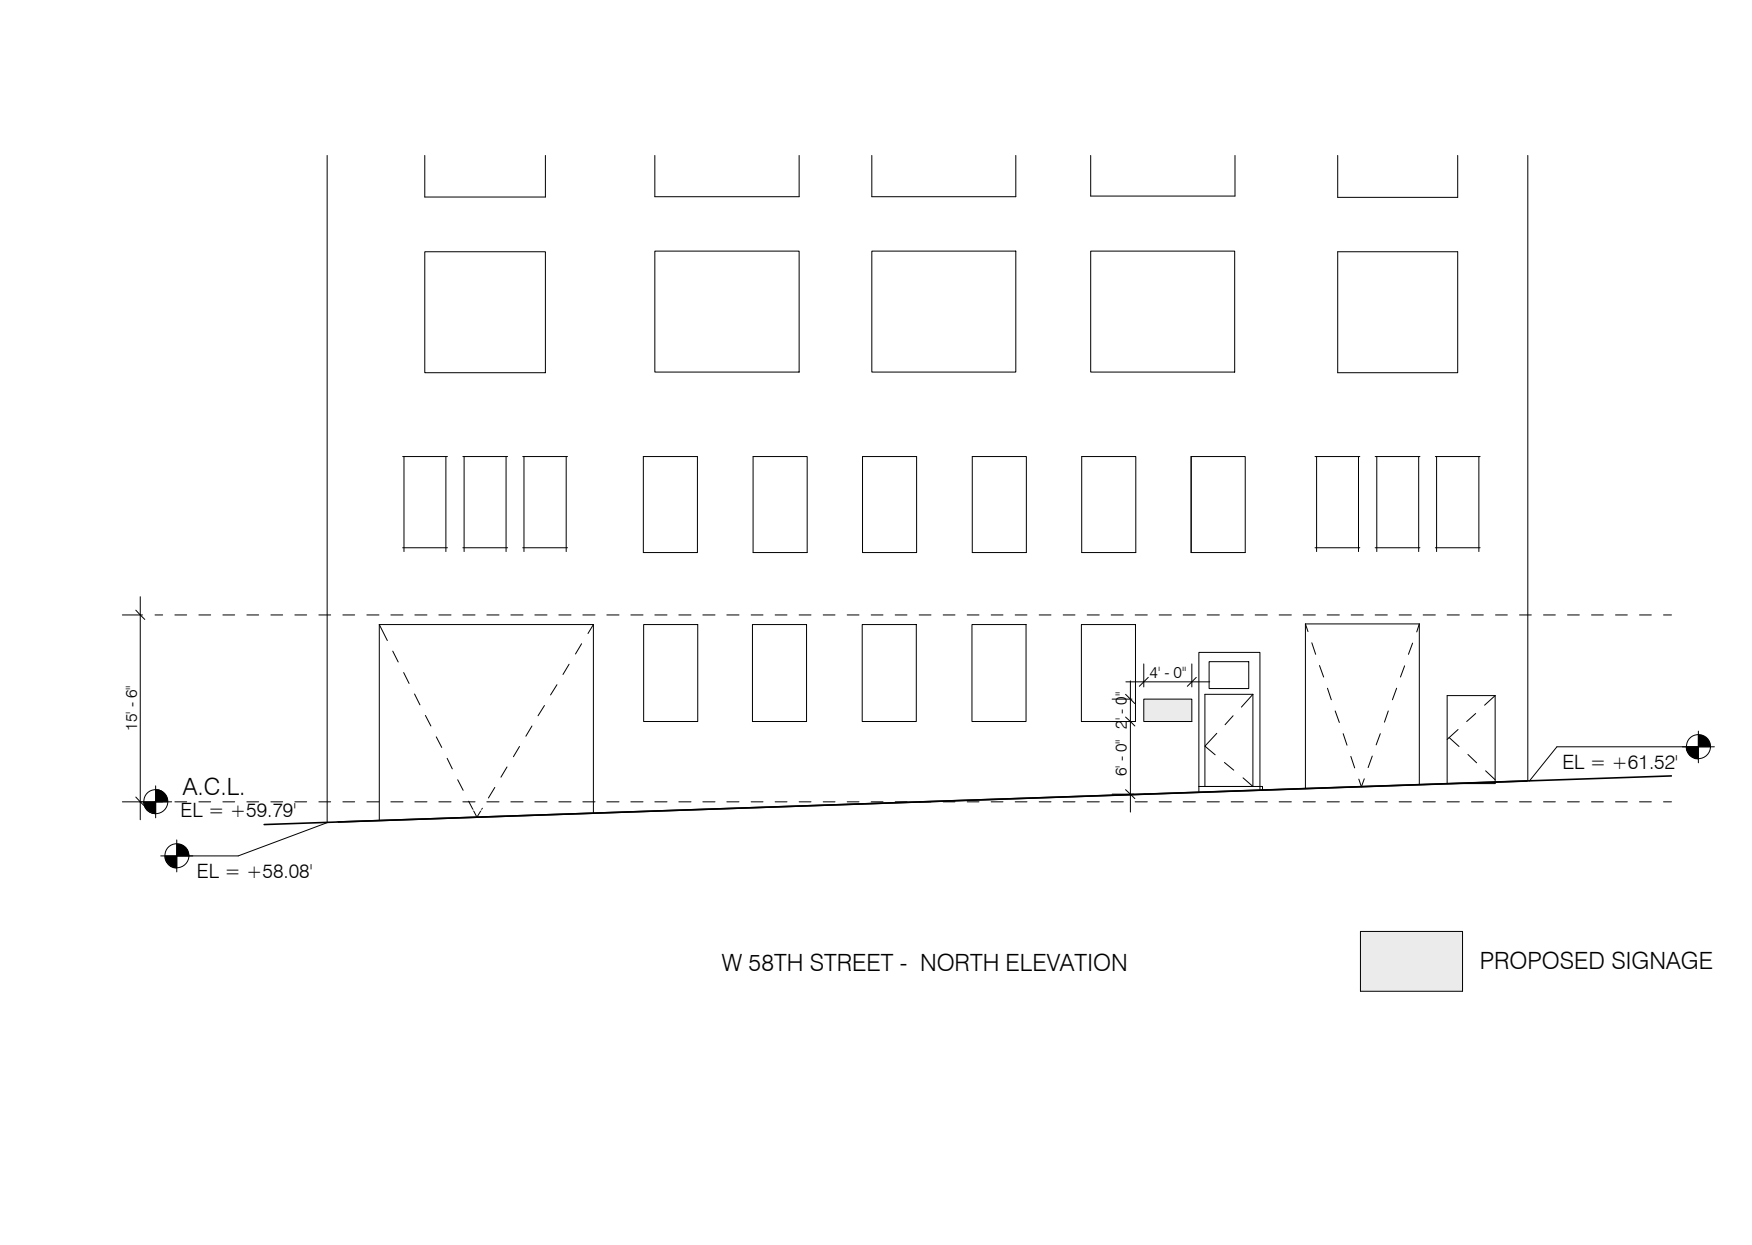 4' - 0"
2' - 0"
6' - 0"
15' - 6"
A.C.L.
EL = +59.79'
EL = +58.08'
EL = +61.52'
W 58TH STREET -  NORTH ELEVATION
PROPOSED SIGNAGE